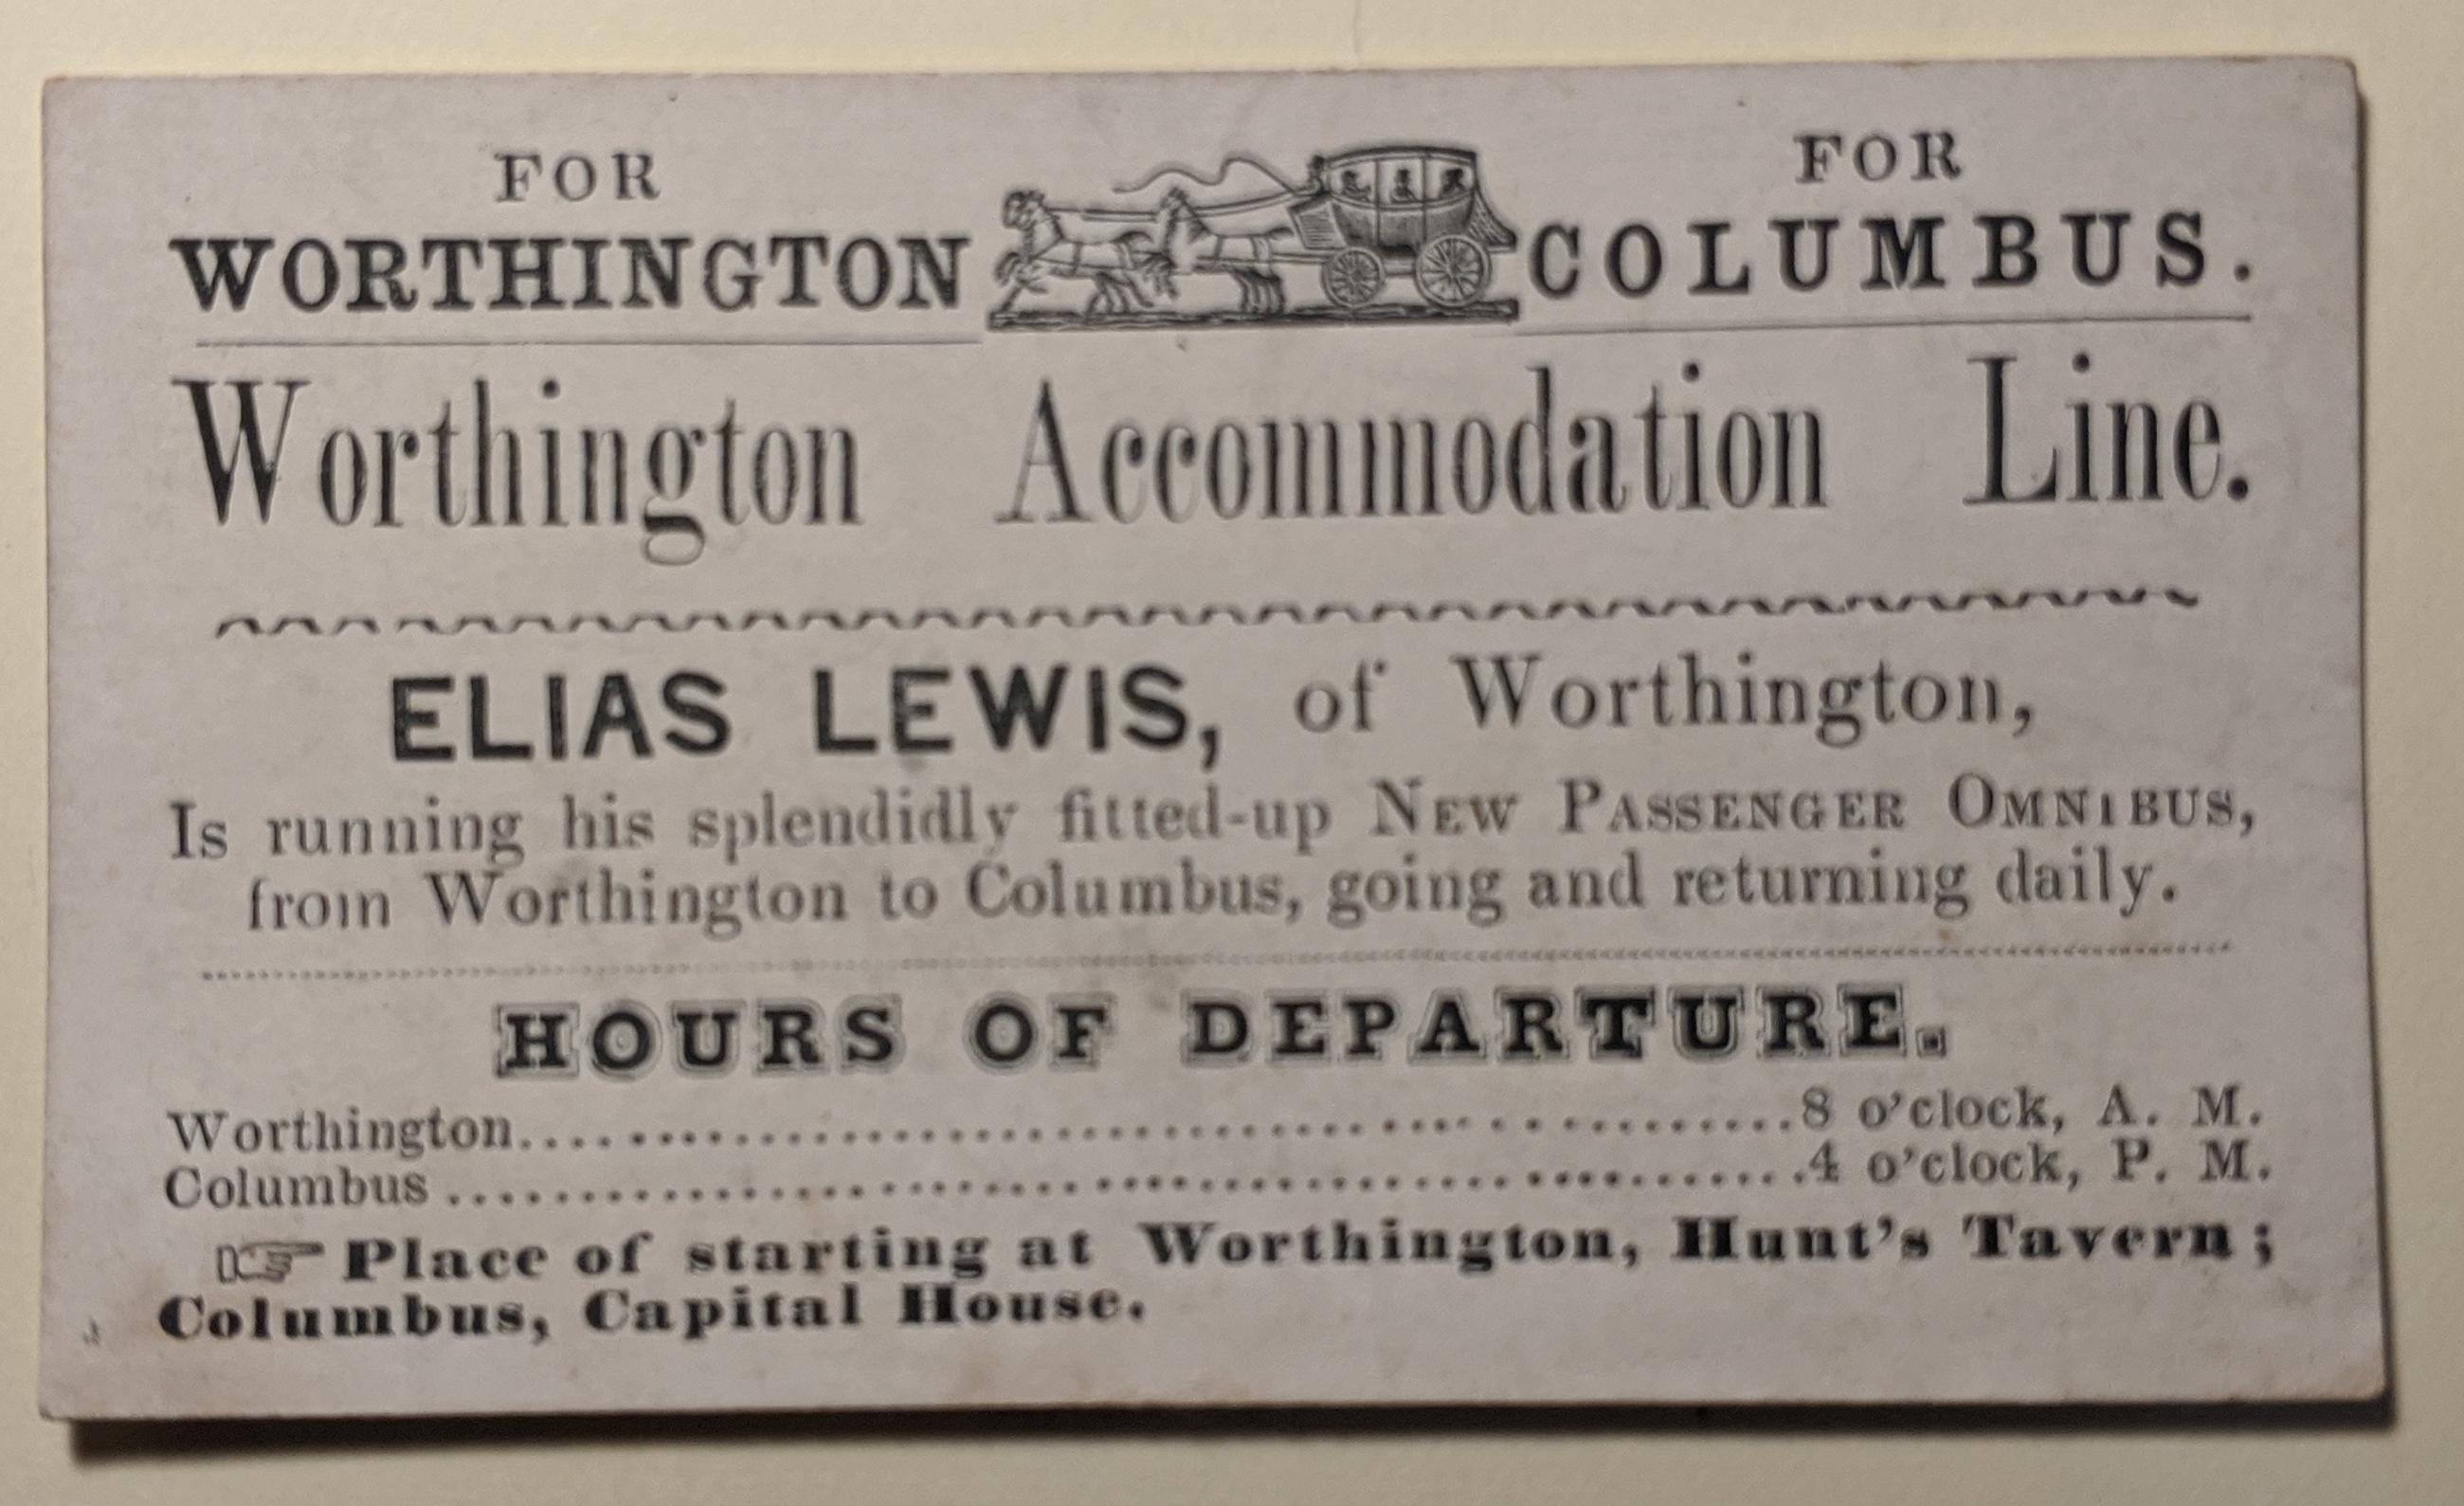 FOR FOR
WORTHINGTON COLUMBUS.
Worthington Accommodation Line.
ELIAS LEWIS, of Worthington,
Is running his splendidly fitted-up NEW PASSENGER OMNIBUS,
from Worthington to Columbus, going and returning daily.
HOURS OF DEPARTURE.
Worthington........................................................8 o'clock, A. M.
Columbus ........................................................4 o'clock, P. M.
☞ Place of starting at Worthington, Hunt's Tavern;
Columbus, Capital House.